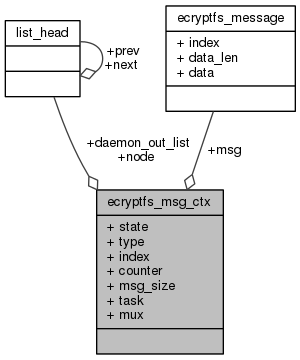 list_head
+prev
+next
ecryptfs_message
+ index
+ data_len
+ data
+daemon_out_list
+node
+msg
ecryptfs_msg_ctx
+ state
+ type
+ index
+ counter
+ msg_size
+ task
+ mux